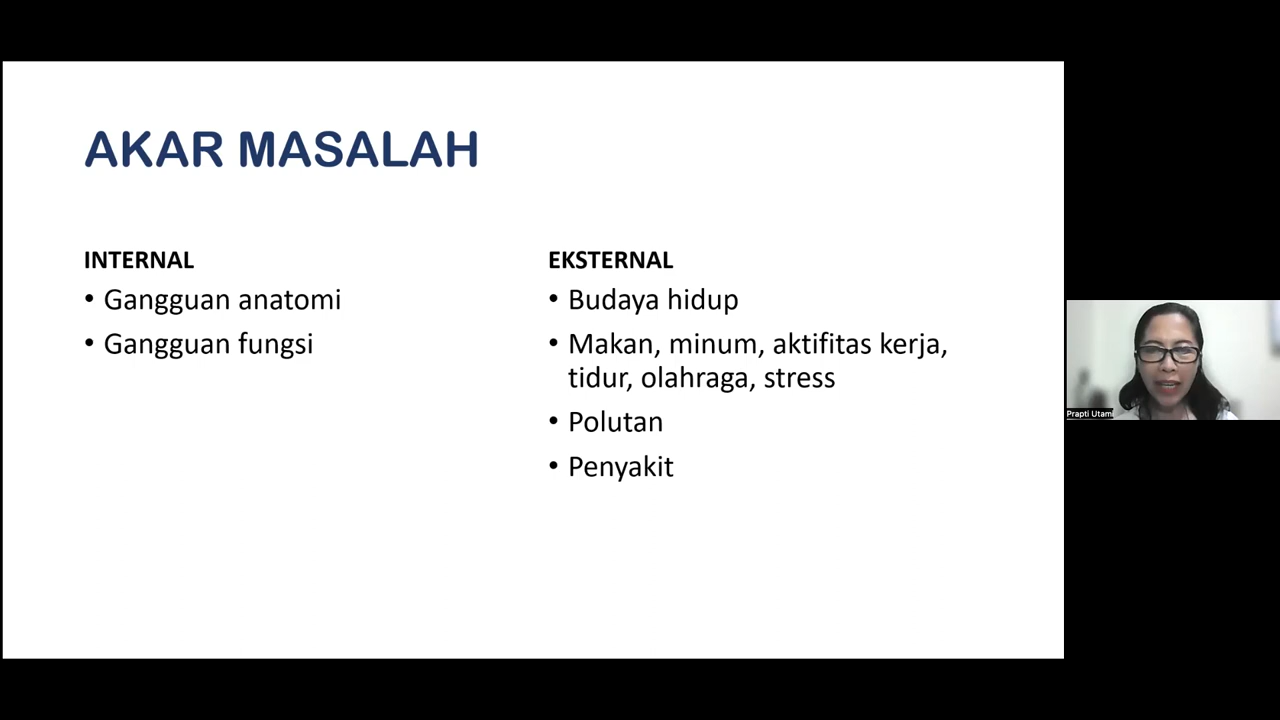 AKAR MASALAH
INTERNAL
• Gangguan anatomi
• Gangguan fungsi
EKSTERNAL
• Budaya hidup
• Makan, minum, aktifitas kerja,
tidur, olahraga, stress
• Polutan
• Penyakit
Prapti Utami